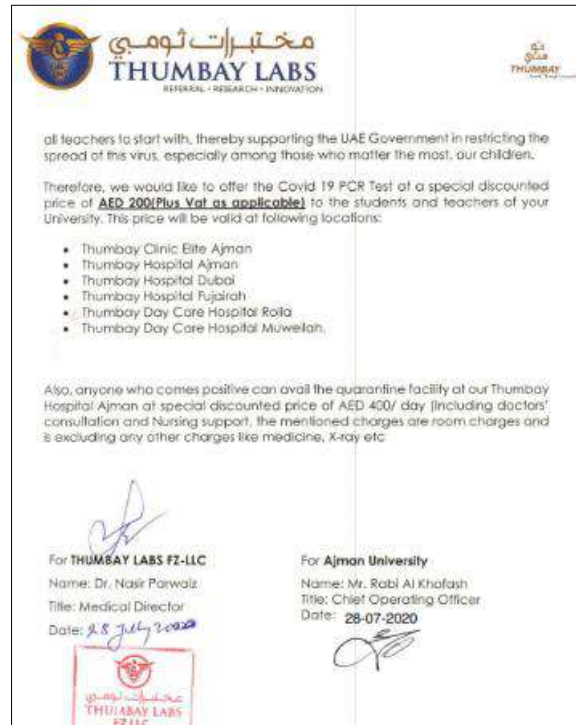 مختبرات ثومبي
THUMBAY LABS
REFERRAL • RESEARCH • INNOVATION
ثومبي
THUMBAY
all teachers to start with, thereby supporting the UAE Government in restricting the
spread of this virus, especially among those who matter the most, our children.
Therefore, we would like to offer the Covid 19 PCR Test at a special discounted
price of AED 200(Plus Vat as applicable) to the students and teachers of your
University. This price will be valid at following locations:
• Thumbay Clinic Elite Ajman
• Thumbay Hospital Ajman
• Thumbay Hospital Dubai
• Thumbay Hospital Fujairah
• Thumbay Day Care Hospital Rolla
• Thumbay Day Care Hospital Muweilah.
Also, anyone who comes positive can avail the quarantine facility at our Thumbay
Hospital Ajman at special discounted price of AED 400/ day (including doctors'
consultation and Nursing support, the mentioned charges are room charges and
is excluding any other charges like medicine, X-ray etc
For THUMBAY LABS FZ-LLC
Name: Dr. Nasir Parwaiz
Title: Medical Director
Date: 28 July 2020
For Ajman University
Name: Mr. Rabi Al Khofash
Title: Chief Operating Officer
Date: 28-07-2020
مختبرات ثومبي
THUMBAY LABS
FZ LLC